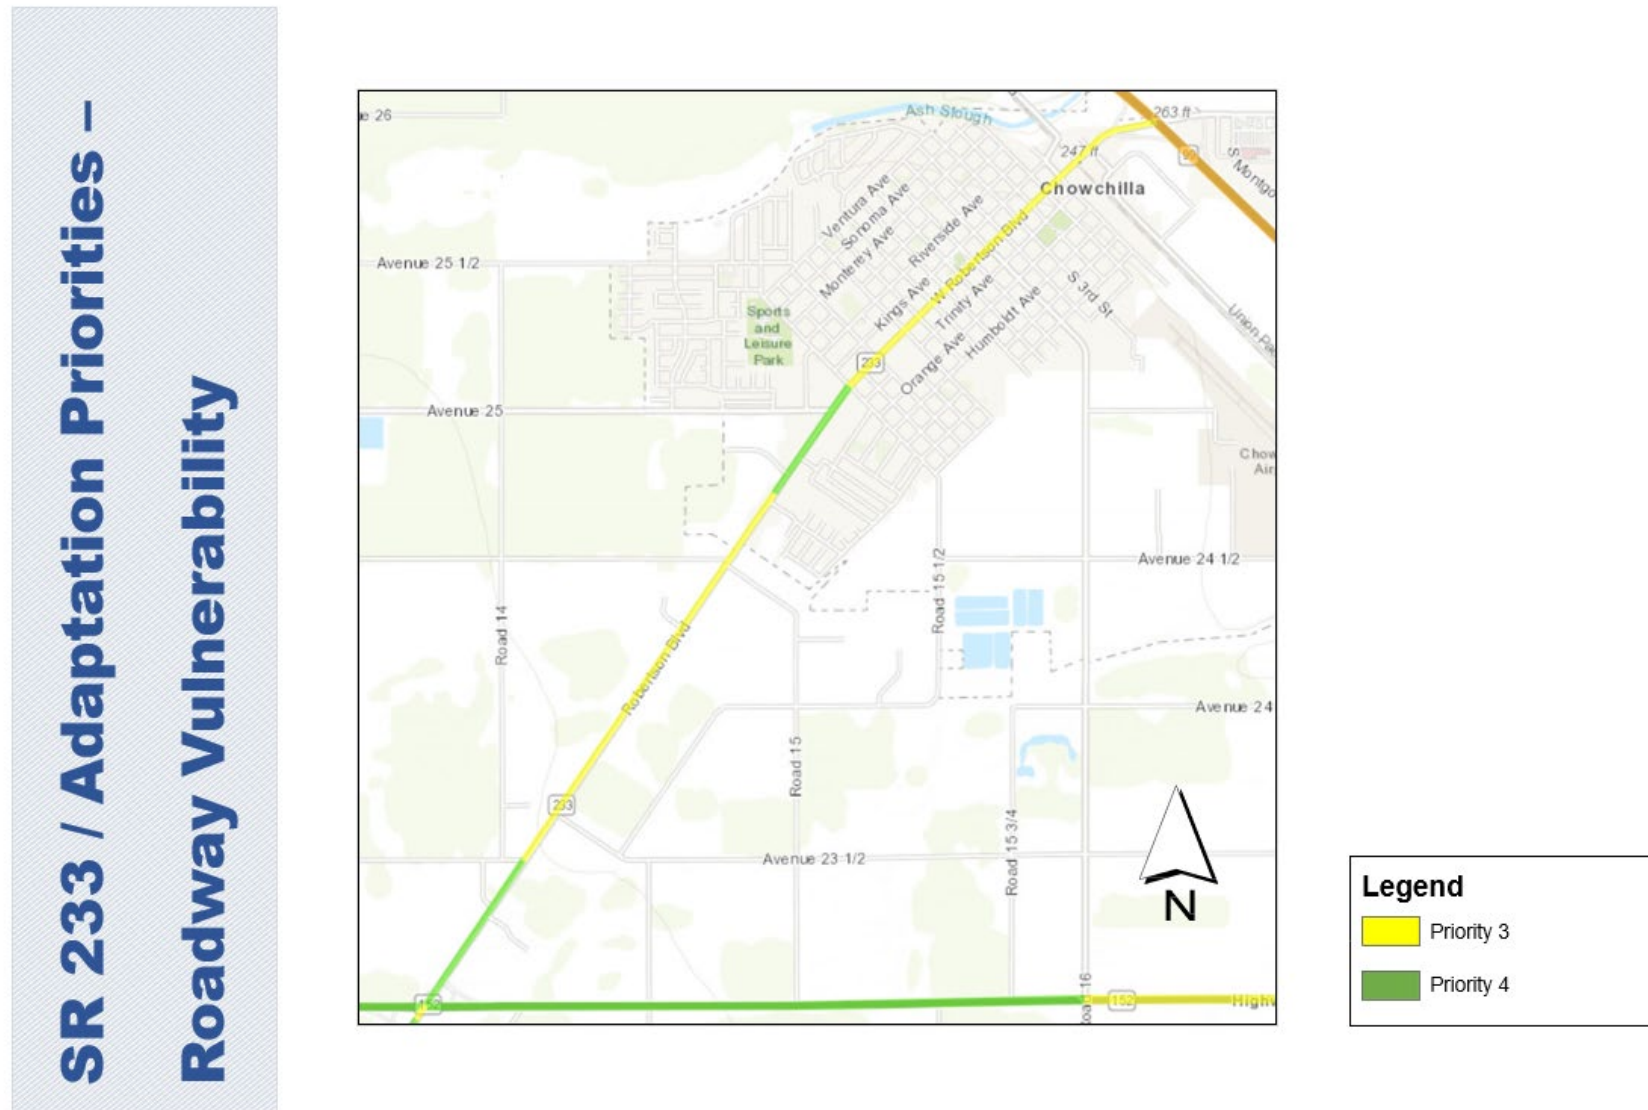 SR 233 / Adaptation Priorities –
Roadway Vulnerability
Ash Slough
263 ft
247 ft
99
Chowchilla
Ventura Ave
Sonoma Ave
Monterey Ave
Riverside Ave
Kings Ave
W Robertson Blvd
Trinity Ave
Orange Ave
Humboldt Ave
S 3rd St
Avenue 25 1/2
Sports
and
Leisure
Park
233
Avenue 25
Avenue 24 1/2
Road 14
Road 15 1/2
Robertson Blvd
Avenue 24
Road 15
233
Road 15 3/4
Avenue 23 1/2
N
152
152
Legend
Priority 3
Priority 4